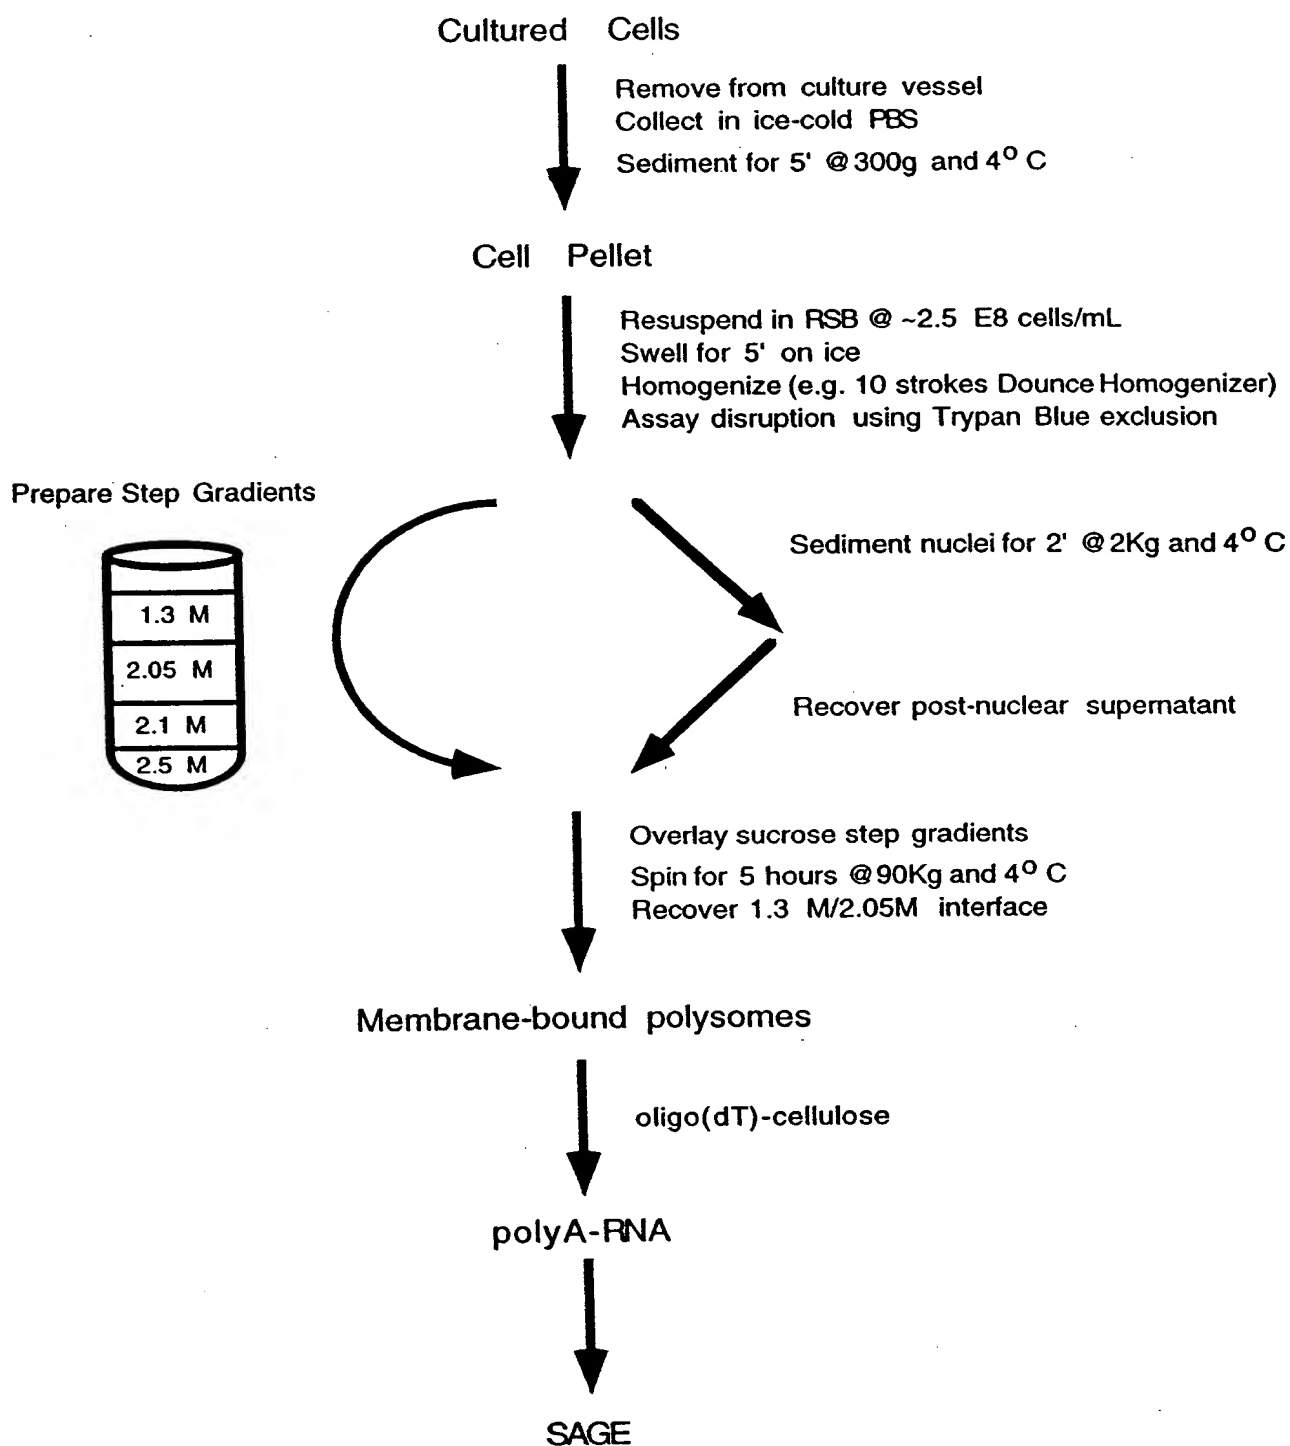 Cultured Cells
Remove from culture vessel
Collect in ice-cold PBS
Sediment for 5' @300g and 4° C
Cell Pellet
Resuspend in RSB @ ~2.5 E8 cells/mL
Swell for 5' on ice
Homogenize (e.g. 10 strokes Dounce Homogenizer)
Assay disruption using Trypan Blue exclusion
Prepare Step Gradients
1.3 M
2.05 M
2.1 M
2.5 M
Sediment nuclei for 2' @2Kg and 4° C
Recover post-nuclear supernatant
Overlay sucrose step gradients
Spin for 5 hours @90Kg and 4° C
Recover 1.3 M/2.05M interface
Membrane-bound polysomes
oligo(dT)-cellulose
polyA-RNA
SAGE